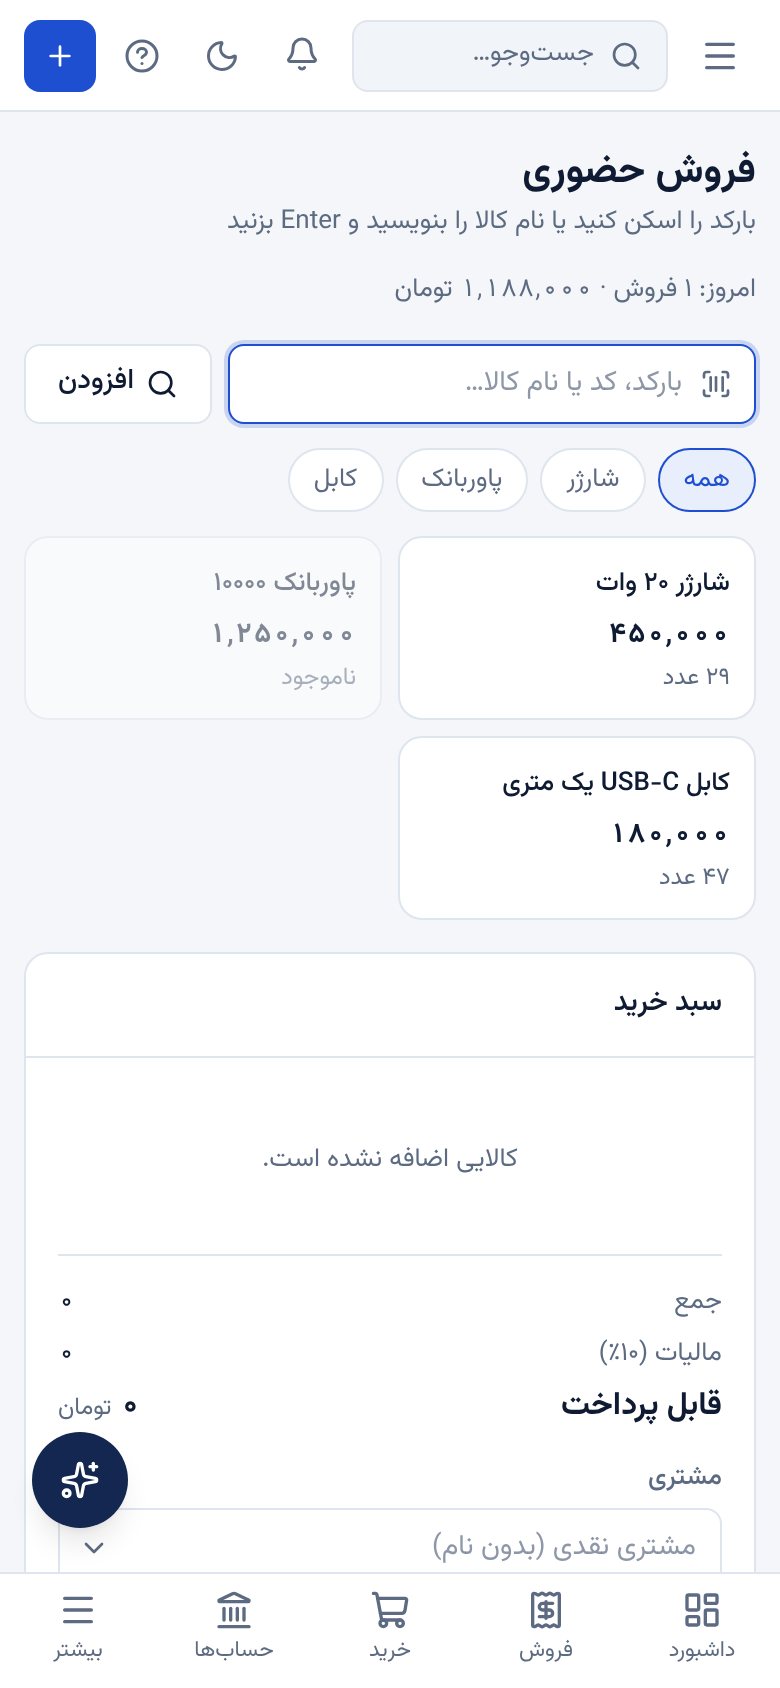 جست‌وجو...
فروش حضوری
بارکد را اسکن کنید یا نام کالا را بنویسید و Enter بزنید
امروز: ۱ فروش · ۱,۱۸۸,۰۰۰ تومان
بارکد، کد یا نام کالا...
افزودن
همه
شارژر
پاوربانک
کابل
شارژر ۲۰ وات
۴۵۰,۰۰۰
۲۹ عدد
پاوربانک ۱۰۰۰۰
۱,۲۵۰,۰۰۰
ناموجود
کابل USB-C یک متری
۱۸۰,۰۰۰
۴۷ عدد
سبد خرید
کالایی اضافه نشده است.
جمع ۰
مالیات (۱۰٪) ۰
قابل پرداخت ۰ تومان
مشتری
مشتری نقدی (بدون نام)
داشبورد
فروش
خرید
حساب‌ها
بیشتر